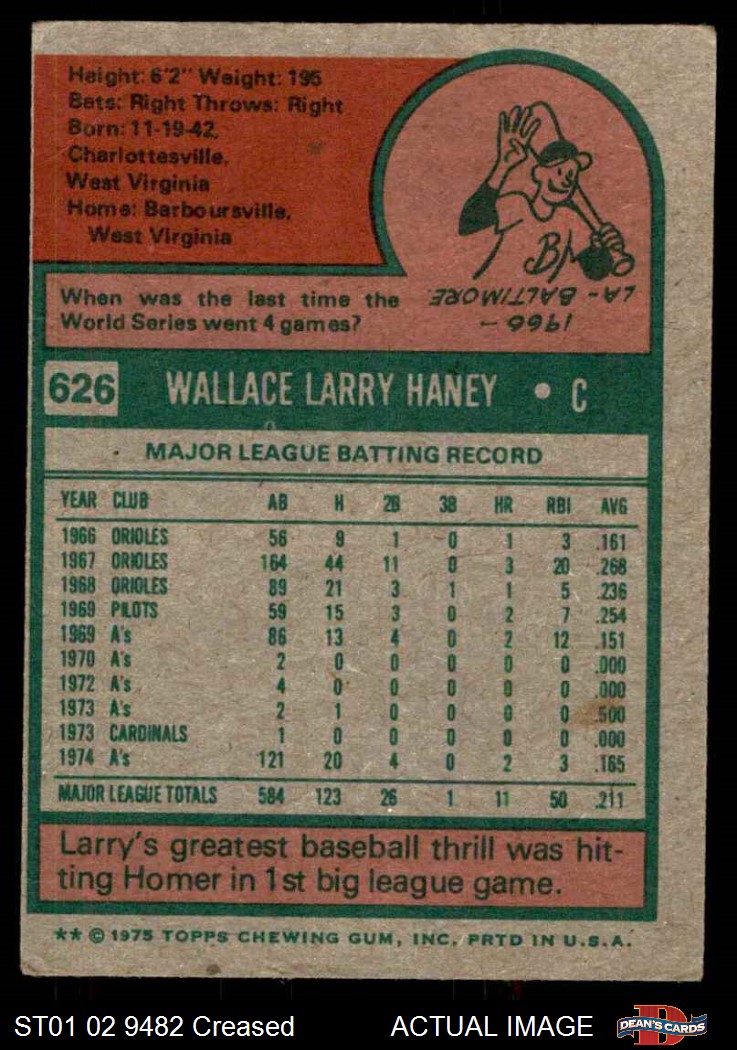 Height: 6'2" Weight: 195
Bats: Right Throws: Right
Born: 11-19-42,
Charlottesville,
West Virginia
Home: Barboursville,
West Virginia
When was the last time the
World Series went 4 games?
1966 -
LA - BALTIMORE.
626 WALLACE LARRY HANEY • C
MAJOR LEAGUE BATTING RECORD
YEAR CLUB AB H 2B 3B HR RBI AVG
1966 ORIOLES 56 9 1 0 1 3 .161
1967 ORIOLES 164 44 11 0 3 20 .268
1968 ORIOLES 89 21 3 1 1 5 .236
1969 PILOTS 59 15 3 0 2 7 .254
1969 A's 86 13 4 0 2 12 .151
1970 A's 2 0 0 0 0 0 .000
1972 A's 4 0 0 0 0 0 .000
1973 A's 2 1 0 0 0 0 .500
1973 CARDINALS 1 0 0 0 0 0 .000
1974 A's 121 20 4 0 2 3 .165
MAJOR LEAGUE TOTALS 584 123 26 1 11 50 .211
Larry's greatest baseball thrill was hit-
ting Homer in 1st big league game.
** © 1975 TOPPS CHEWING GUM, INC. PRTD IN U.S.A.
ST01 02 9482 Creased ACTUAL IMAGE DEAN'S CARDS